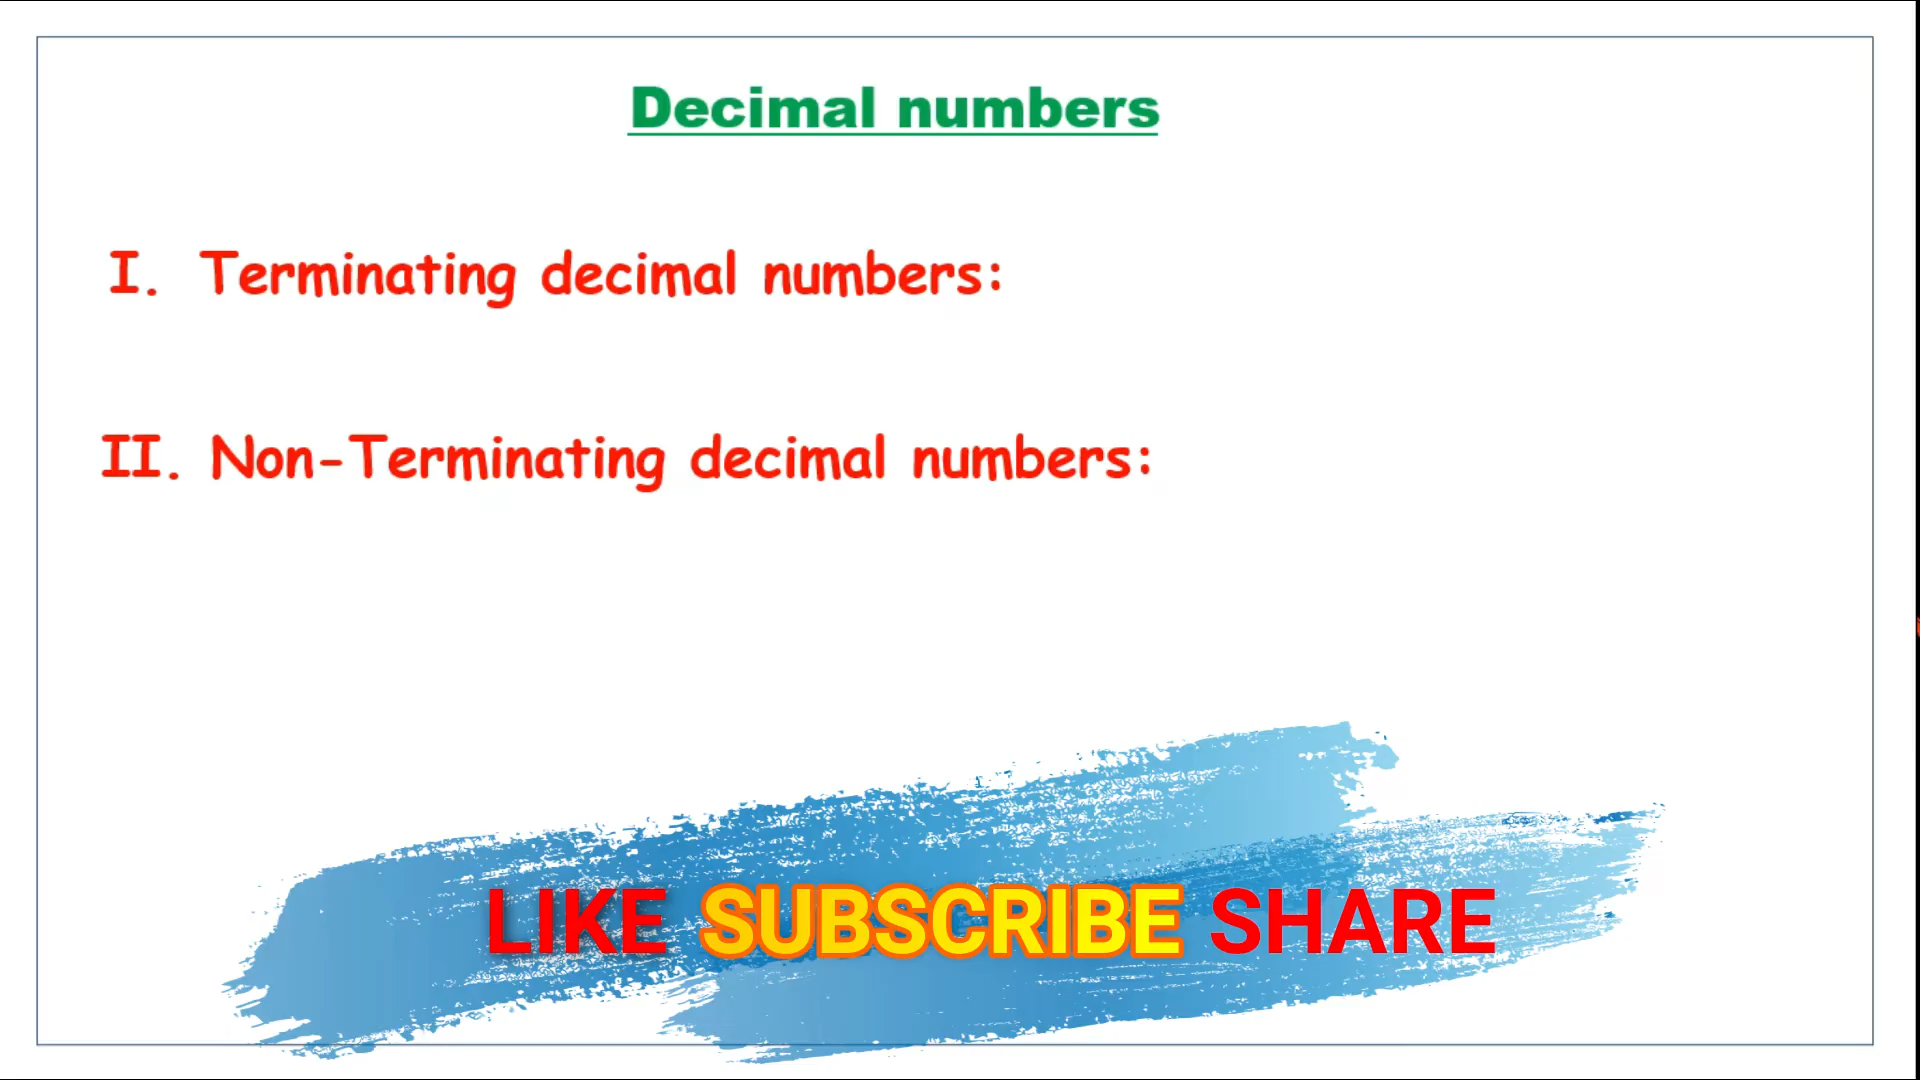 Decimal numbers
I. Terminating decimal numbers:
II. Non-Terminating decimal numbers:
LIKE SUBSCRIBE SHARE